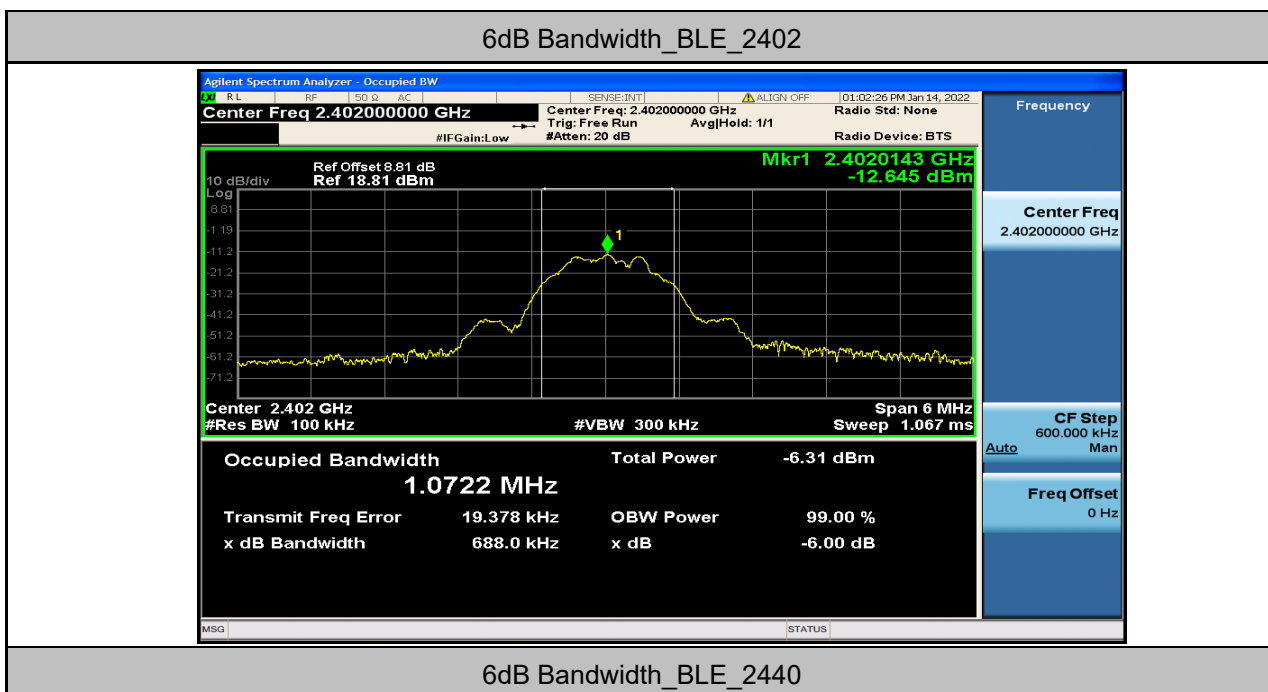 6dB Bandwidth_BLE_2402
Agilent Spectrum Analyzer - Occupied BW
LXI RL RF 50 Ω AC SENSE:INT ALIGN OFF 01:02:26 PM Jan 14, 2022
Center Freq 2.402000000 GHz Center Freq: 2.402000000 GHz Radio Std: None
Trig: Free Run Avg|Hold: 1/1
#IFGain:Low #Atten: 20 dB Radio Device: BTS
Mkr1 2.4020143 GHz
-12.645 dBm
Ref Offset 8.81 dB
10 dB/div Ref 18.81 dBm
Log
8.81
-1.19
-11.2
-21.2
-31.2
-41.2
-51.2
-61.2
-71.2
1
Center 2.402 GHz Span 6 MHz
#Res BW 100 kHz #VBW 300 kHz Sweep 1.067 ms
Occupied Bandwidth Total Power -6.31 dBm
1.0722 MHz
Transmit Freq Error 19.378 kHz OBW Power 99.00 %
x dB Bandwidth 688.0 kHz x dB -6.00 dB
MSG STATUS
Frequency
Center Freq
2.402000000 GHz
CF Step
600.000 kHz
Auto Man
Freq Offset
0 Hz
6dB Bandwidth_BLE_2440